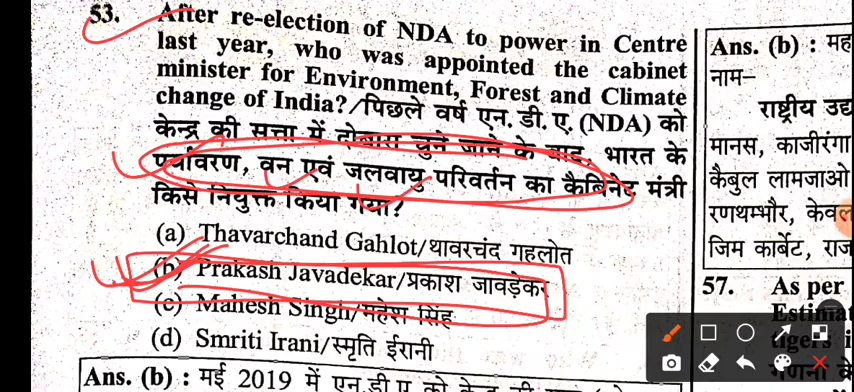 53. After re-election of NDA to power in Centre
last year, who was appointed the cabinet
minister for Environment, Forest and Climate
change of India?/पिछले वर्ष एन.डी.ए. (NDA) को
केन्द्र की सत्ता में दोबारा चुने जाने के बाद, भारत के
पर्यावरण, वन एवं जलवायु परिवर्तन का कैबिनेट मंत्री
किसे नियुक्त किया गया?
(a) Thavarchand Gahlot/थावरचंद गहलोत
(b) Prakash Javadekar/प्रकाश जावड़ेकर
(c) Mahesh Singh/महेश सिंह
(d) Smriti Irani/स्मृति ईरानी
Ans. (b) : मई 2019 में एन.डी.ए. को
Ans. (b) : मह
नाम–
राष्ट्रीय उद्य
मानस, काजीरंगा
कैबुल लामजाओ
रणथम्भौर, केवल
जिम कार्बेट, राज
57. As per
Estimat
tigers i